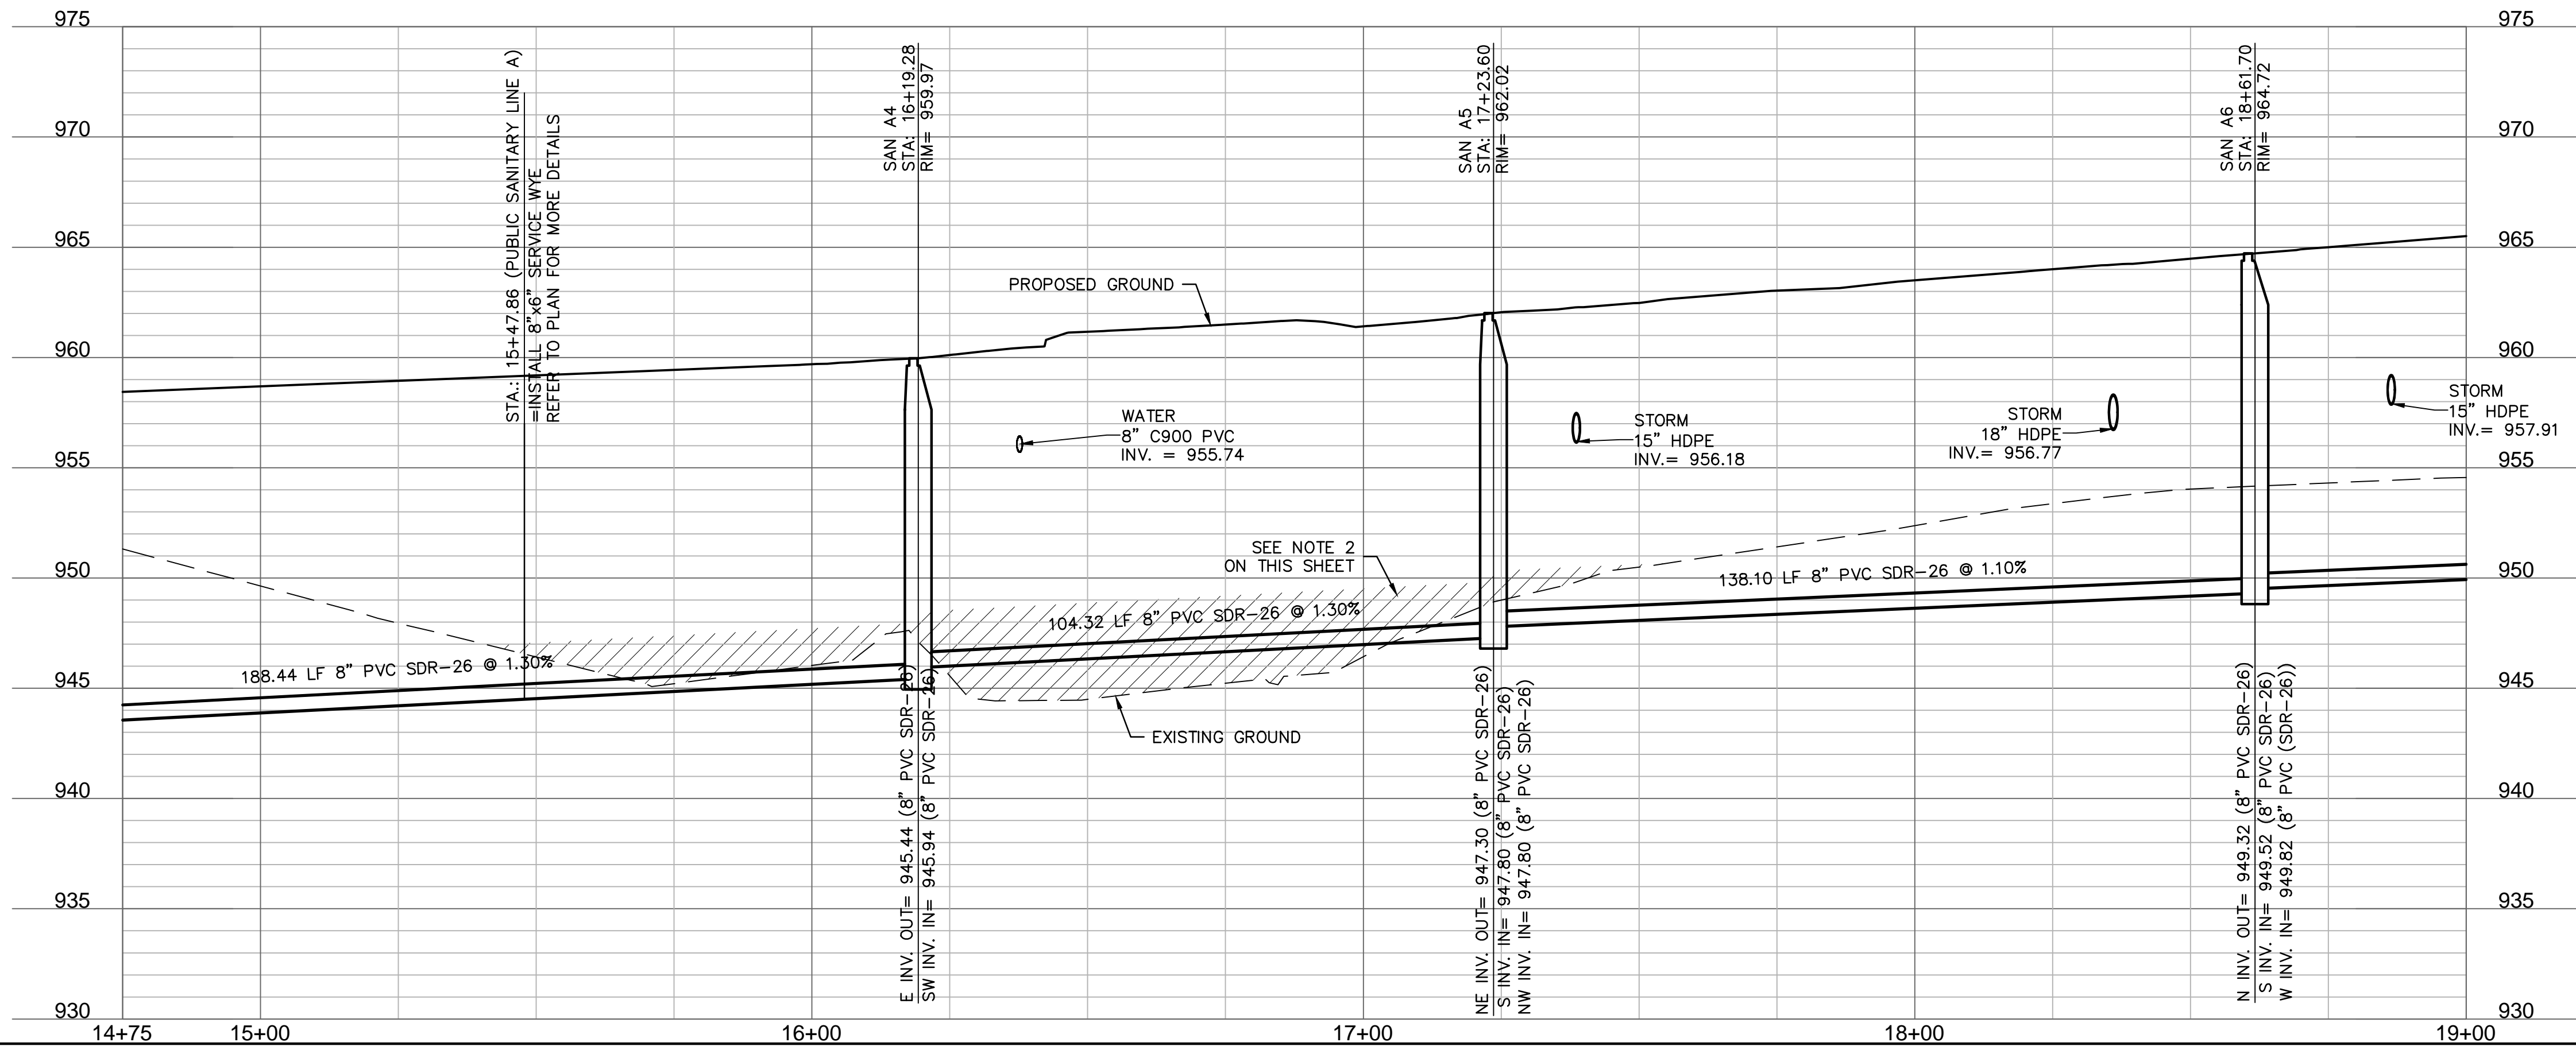 975
970
965
960
955
950
945
940
935
930
975
970
965
960
955
950
945
940
935
930
14+75
15+00
16+00
17+00
18+00
19+00
STA.: 15+47.86 (PUBLIC SANITARY LINE A)
=INSTALL 8"x6" SERVICE WYE
REFER TO PLAN FOR MORE DETAILS
SAN A4
STA: 16+19.28
RIM= 959.97
SAN A5
STA: 17+23.60
RIM= 962.02
SAN A6
STA: 18+61.70
RIM= 964.72
PROPOSED GROUND
WATER
8" C900 PVC
INV. = 955.74
STORM
15" HDPE
INV.= 956.18
STORM
18" HDPE
INV.= 956.77
STORM
15" HDPE
INV.= 957.91
SEE NOTE 2
ON THIS SHEET
188.44 LF 8" PVC SDR-26 @ 1.30%
104.32 LF 8" PVC SDR-26 @ 1.30%
138.10 LF 8" PVC SDR-26 @ 1.10%
EXISTING GROUND
E INV. OUT= 945.44 (8" PVC SDR-26)
SW INV. IN= 945.94 (8" PVC SDR-26)
NE INV. OUT= 947.30 (8" PVC SDR-26)
S INV. IN= 947.80 (8" PVC SDR-26)
NW INV. IN= 947.80 (8" PVC SDR-26)
N INV. OUT= 949.32 (8" PVC SDR-26)
S INV. IN= 949.52 (8" PVC SDR-26)
W INV. IN= 949.82 (8" PVC (SDR-26))